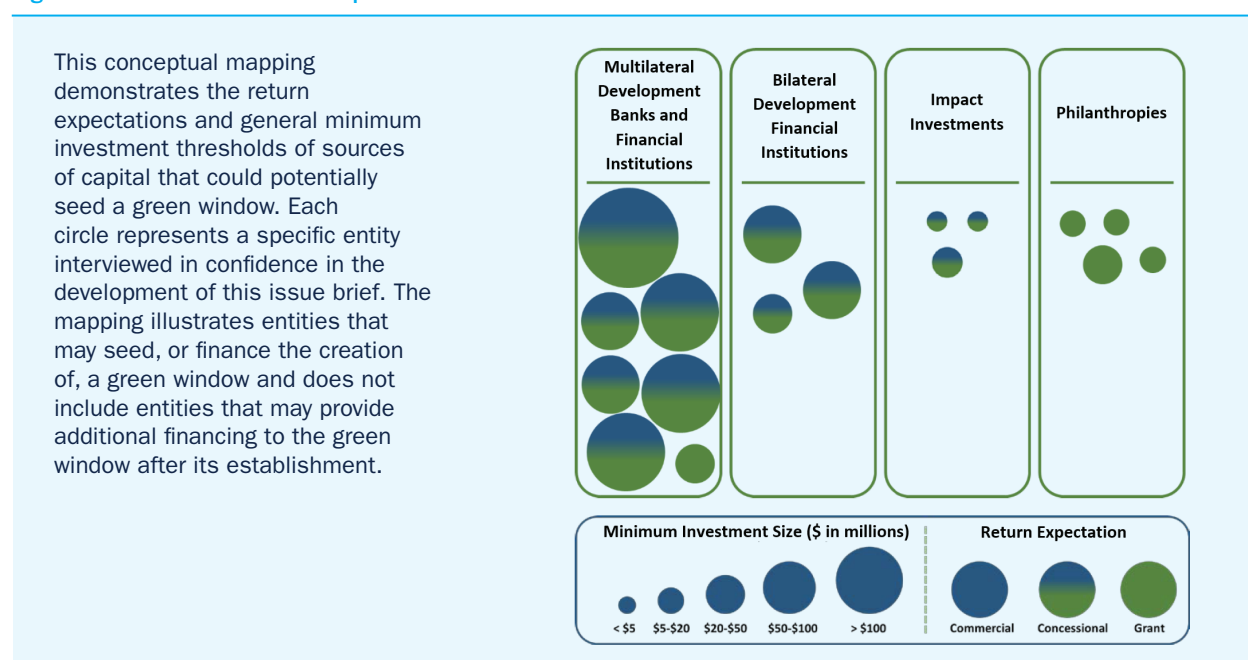 This conceptual mapping
demonstrates the return
expectations and general minimum
investment thresholds of sources
of capital that could potentially
seed a green window. Each
circle represents a specific entity
interviewed in confidence in the
development of this issue brief. The
mapping illustrates entities that
may seed, or finance the creation
of, a green window and does not
include entities that may provide
additional financing to the green
window after its establishment.
Multilateral
Development
Banks and
Financial
Institutions
Bilateral
Development
Financial
Institutions
Impact
Investments
Philanthropies
Minimum Investment Size ($ in millions)
< $5
$5-$20
$20-$50
$50-$100
> $100
Return Expectation
Commercial
Concessional
Grant